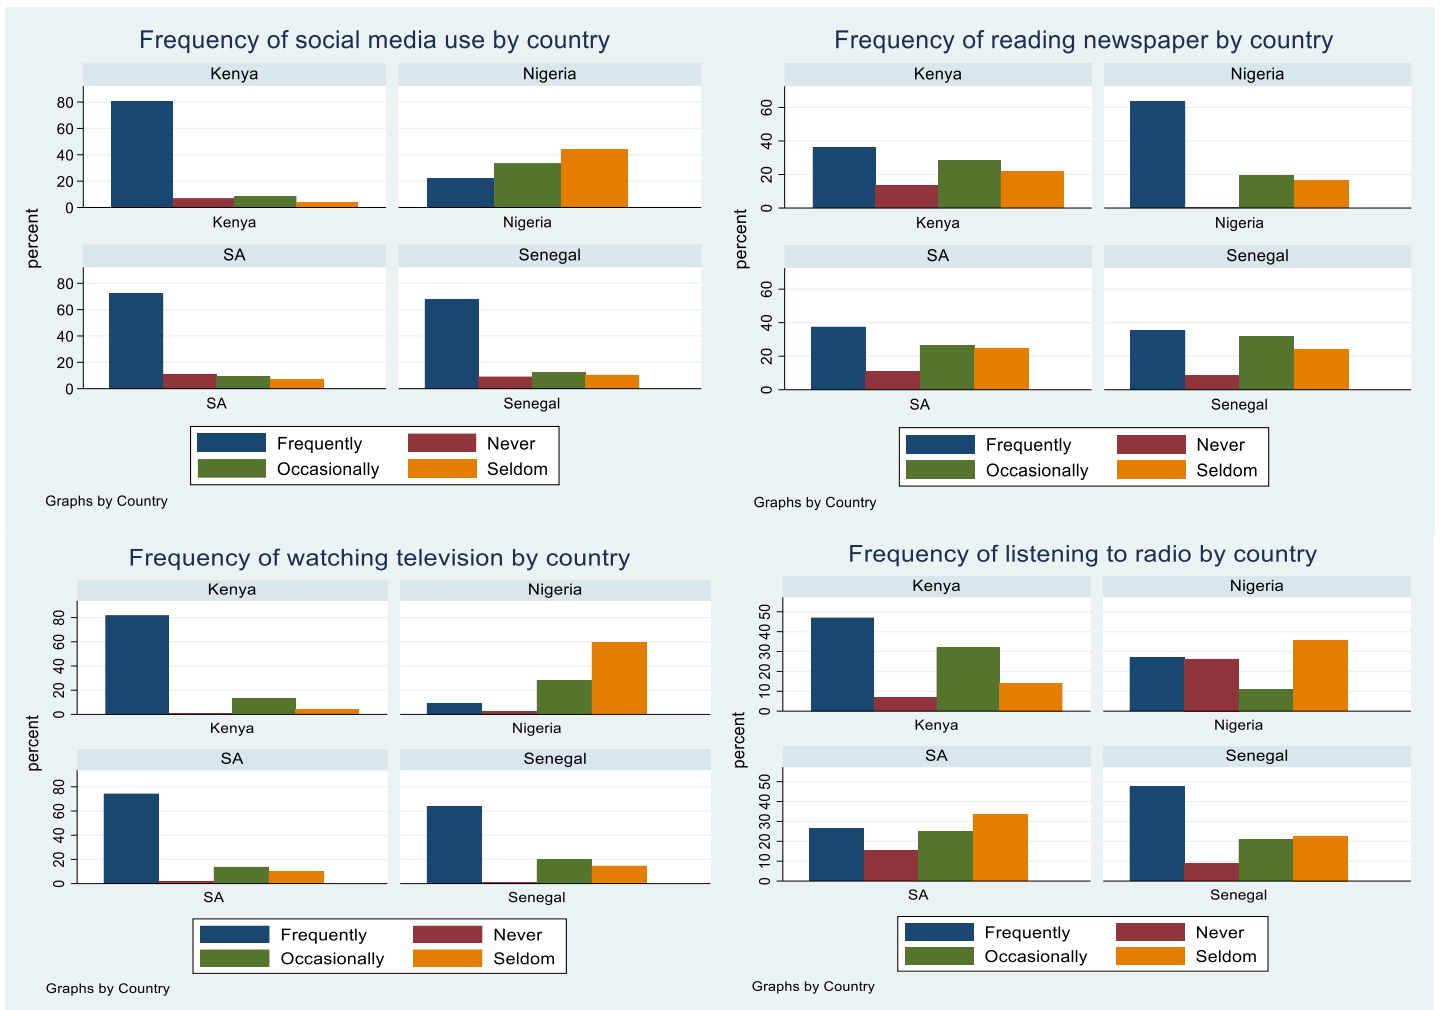 Frequency of social media use by country
Kenya
Nigeria
80
60
40
20
0
Kenya
Nigeria
SA
Senegal
80
60
40
20
0
SA
Senegal
percent
Frequently
Never
Occasionally
Seldom
Graphs by Country
Frequency of reading newspaper by country
Kenya
Nigeria
60
40
20
0
Kenya
Nigeria
SA
Senegal
60
40
20
0
SA
Senegal
percent
Frequently
Never
Occasionally
Seldom
Graphs by Country
Frequency of watching television by country
Kenya
Nigeria
80
60
40
20
0
Kenya
Nigeria
SA
Senegal
80
60
40
20
0
SA
Senegal
percent
Frequently
Never
Occasionally
Seldom
Graphs by Country
Frequency of listening to radio by country
Kenya
Nigeria
50
40
30
20
10
0
Kenya
Nigeria
SA
Senegal
50
40
30
20
10
0
SA
Senegal
percent
Frequently
Never
Occasionally
Seldom
Graphs by Country